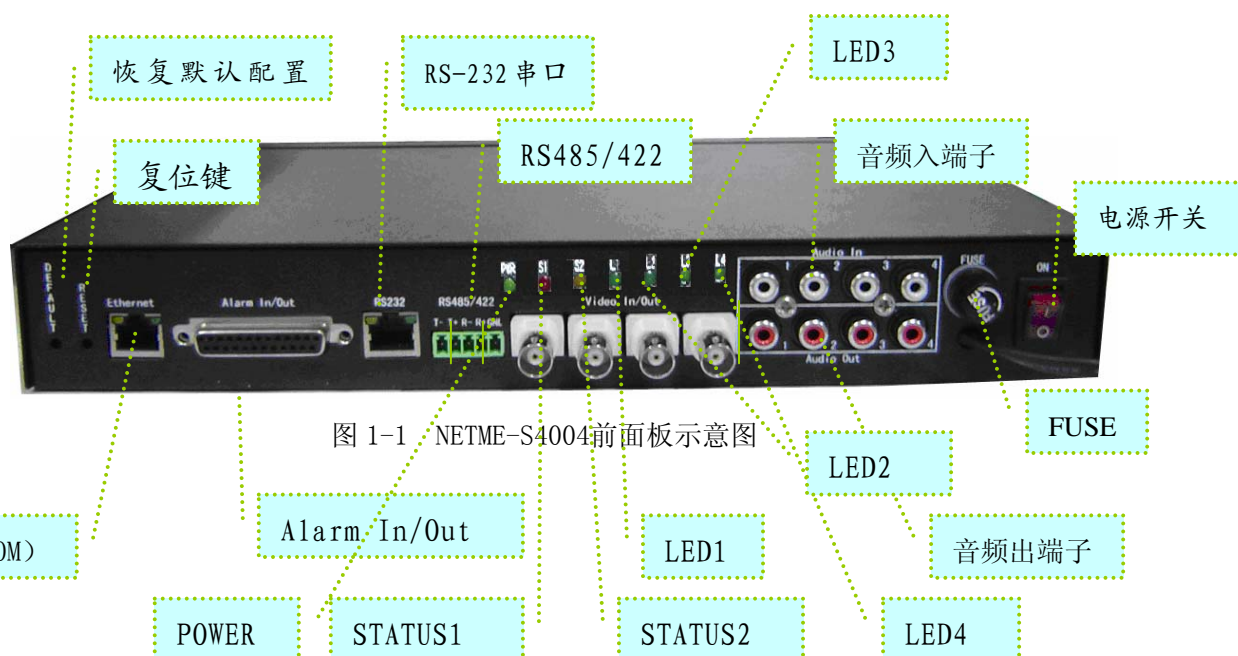 LED3
恢复默认配置
RS-232串口
RS485/422
音频入端子
复位键
电源开关
DEFAULT
RESET
Ethernet
Alarm In/Out
RS232
RS485/422
T- T+ R- R+
PWR
S1
S2
L1
L3
L4
Video In/Out
Audio In
1 2 3 4
Audio Out
1 2 3 4
FUSE
FUSE
ON
图 1-1 NETME-S4004前面板示意图
FUSE
LED2
0M）
Alarm In/Out
LED1
音频出端子
POWER
STATUS1
STATUS2
LED4